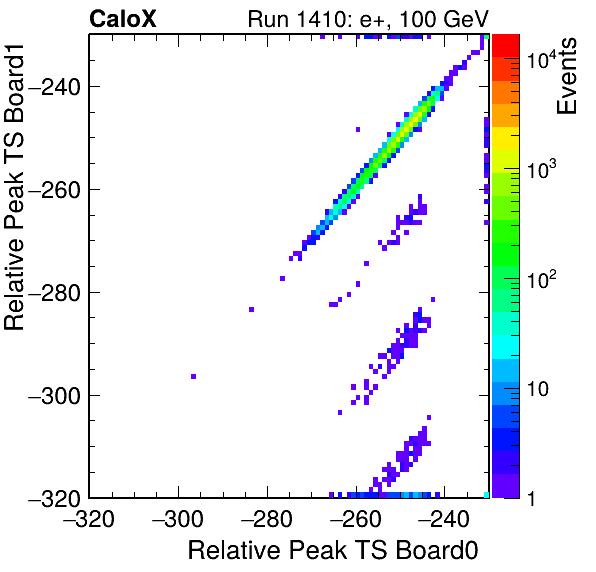 CaloX Run 1410: e+, 100 GeV
Relative Peak TS Board1
−240
−260
−280
−300
−320
−320 −300 −280 −260 −240
Relative Peak TS Board0
Events
10⁴
10³
10²
10
1